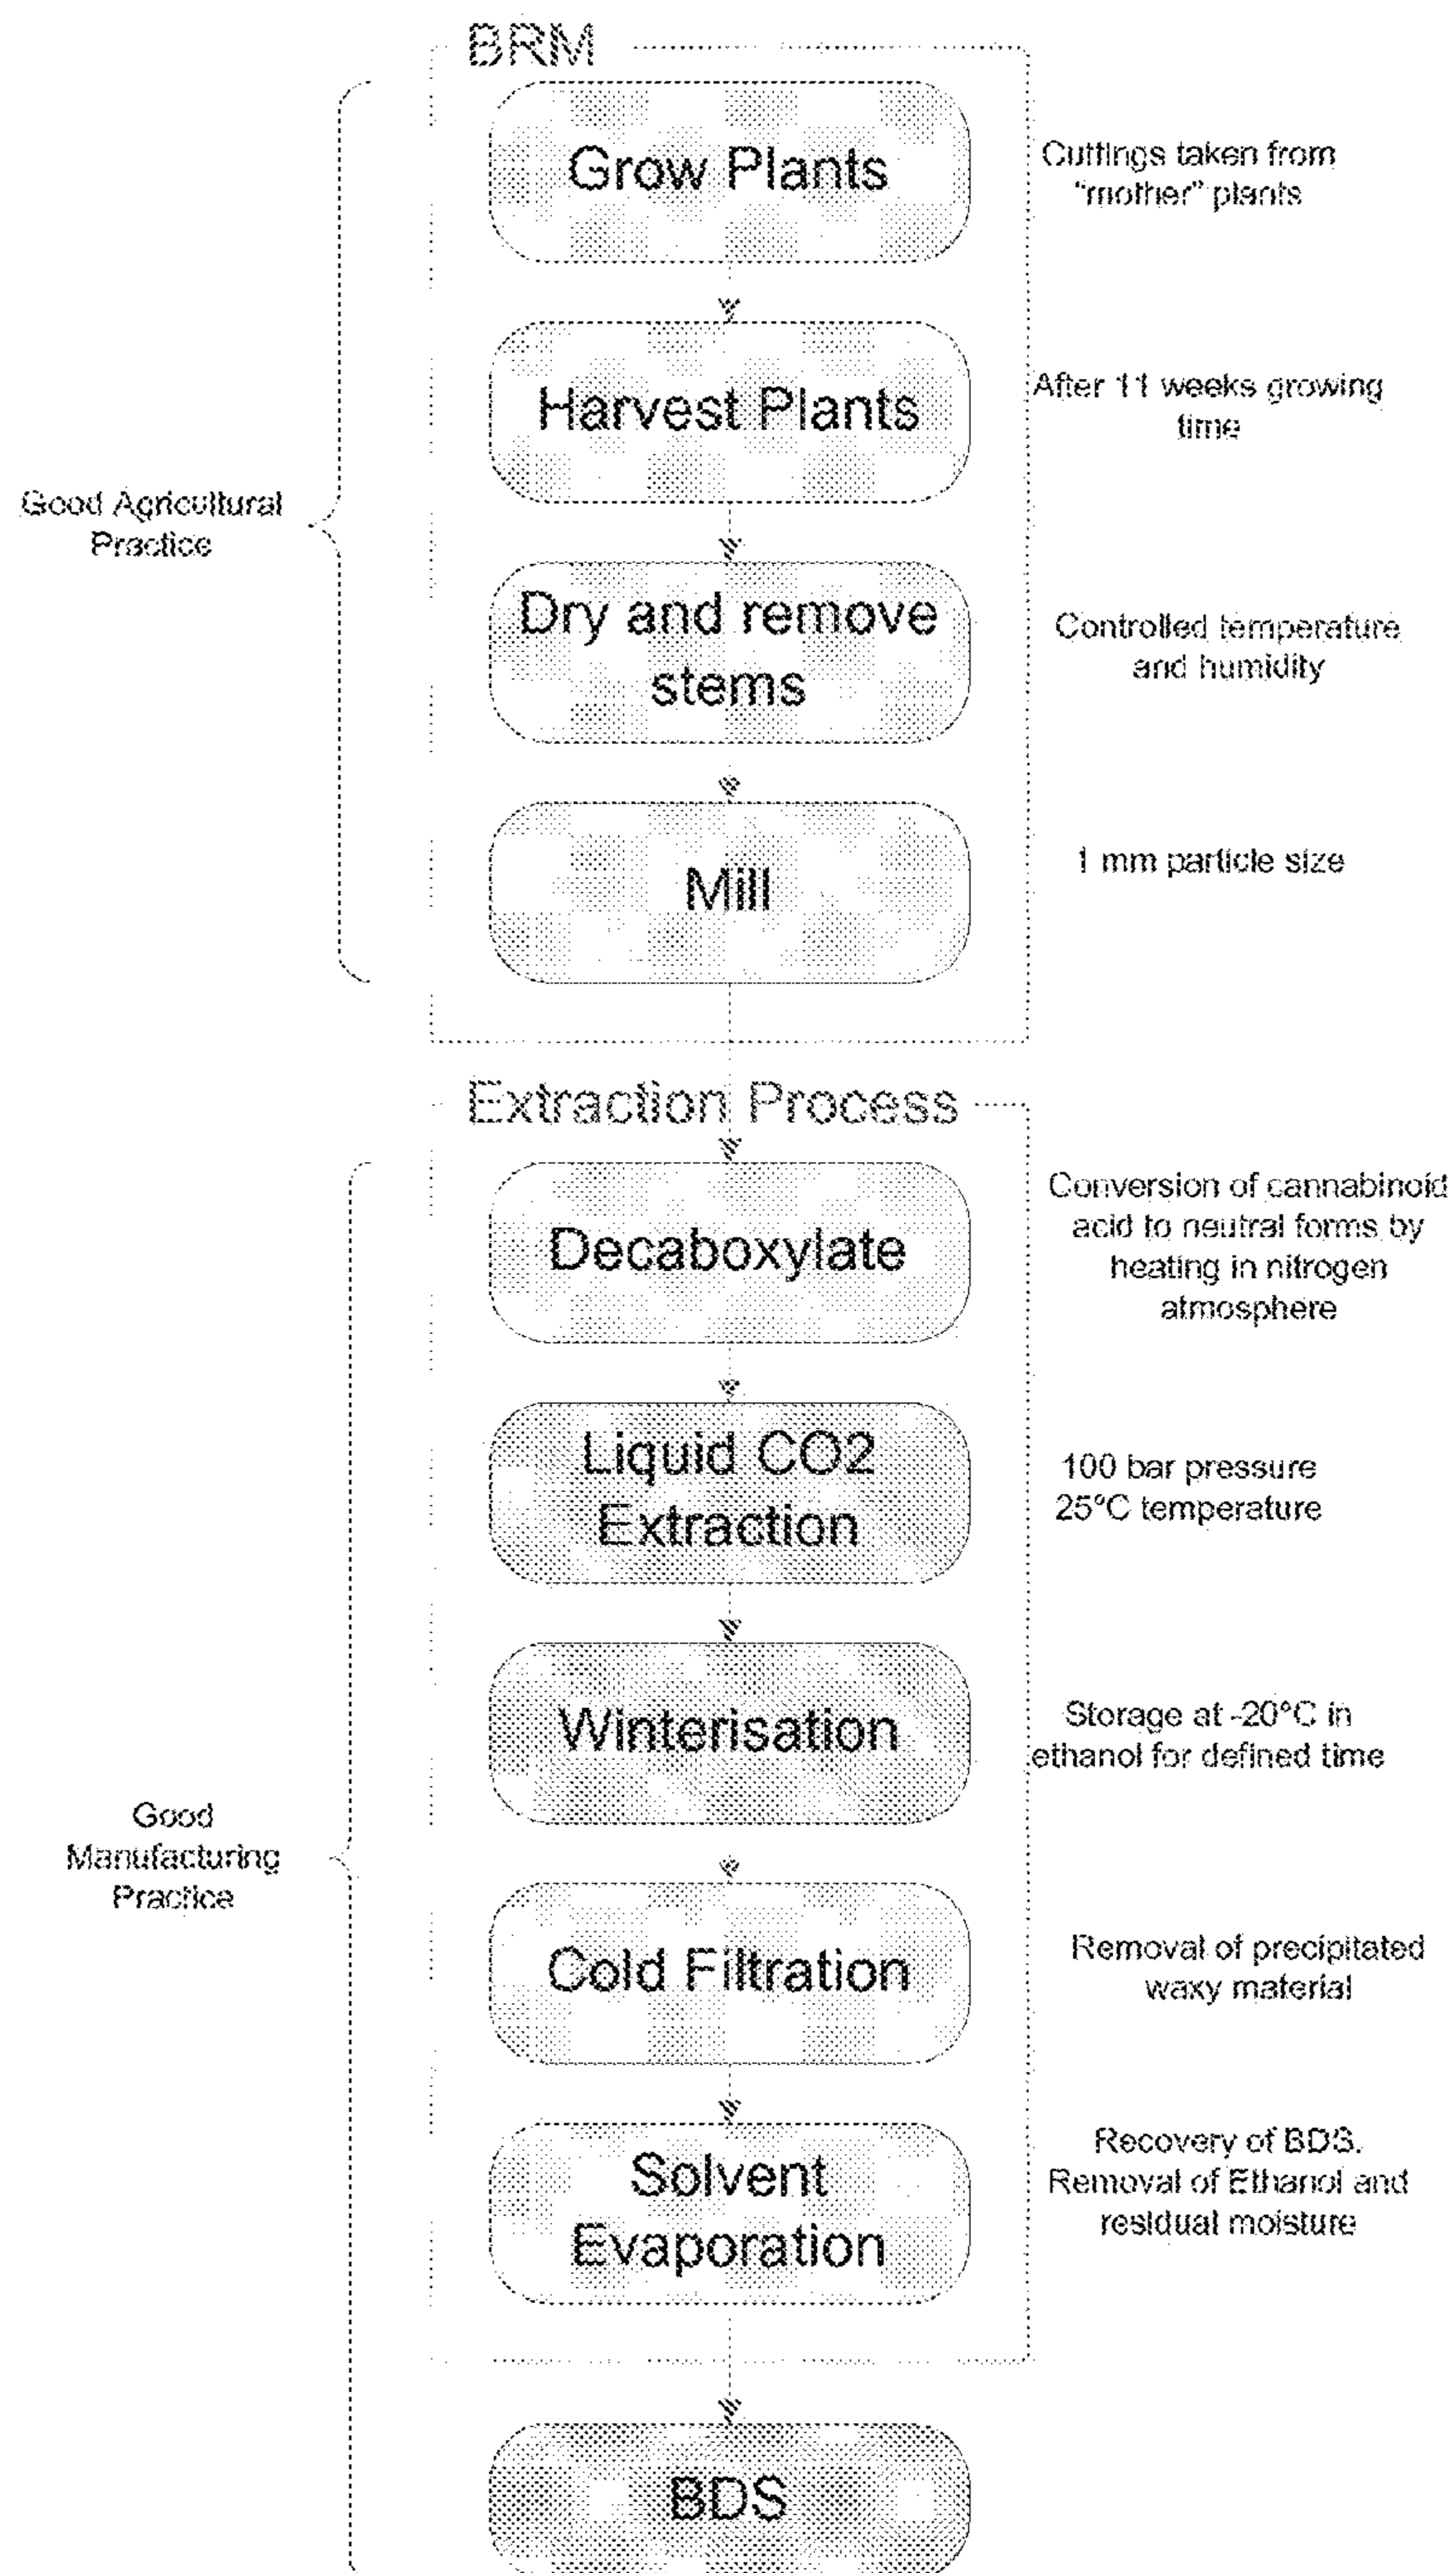 BRM
Grow Plants
Cuttings taken from
"mother" plants
Harvest Plants
After 11 weeks growing
time
Good Agricultural
Practice
Dry and remove
stems
Controlled temperature
and humidity
Mill
1 mm particle size
Extraction Process
Decaboxylate
Conversion of cannabinoid
acid to neutral forms by
heating in nitrogen
atmosphere
Liquid CO2
Extraction
100 bar pressure
25°C temperature
Winterisation
Storage at -20°C in
ethanol for defined time
Good
Manufacturing
Practice
Cold Filtration
Removal of precipitated
waxy material
Solvent
Evaporation
Recovery of BDS.
Removal of Ethanol and
residual moisture
BDS